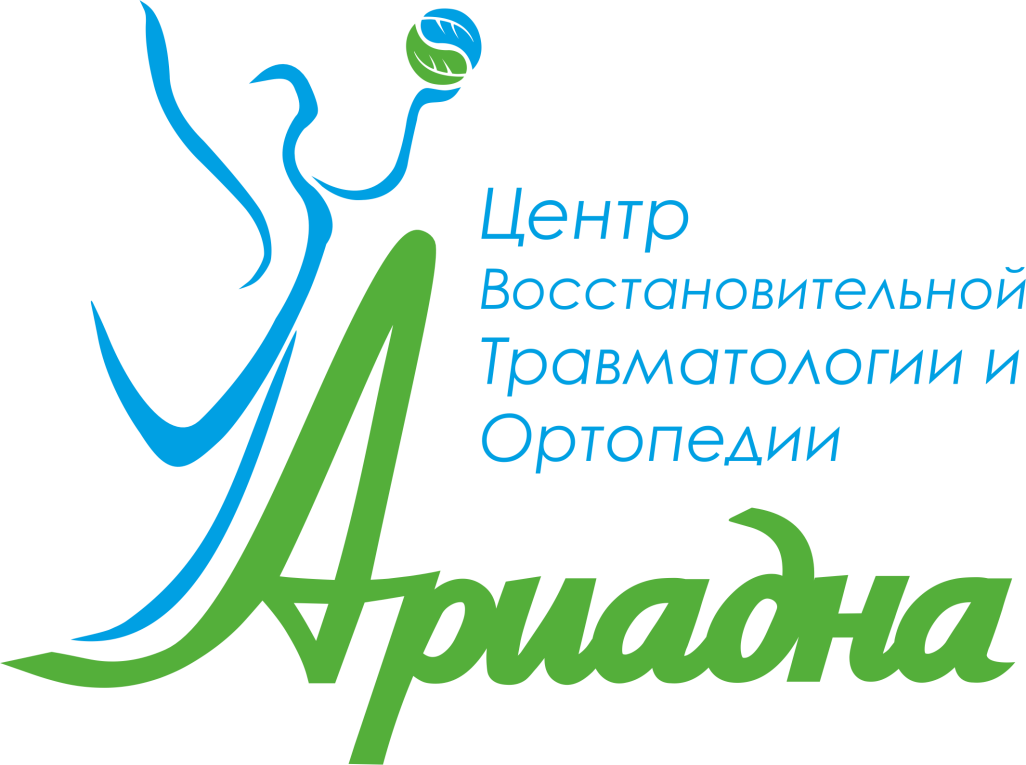 Центр
Восстановительной
Травматологии и
Ортопедии
Ариадна